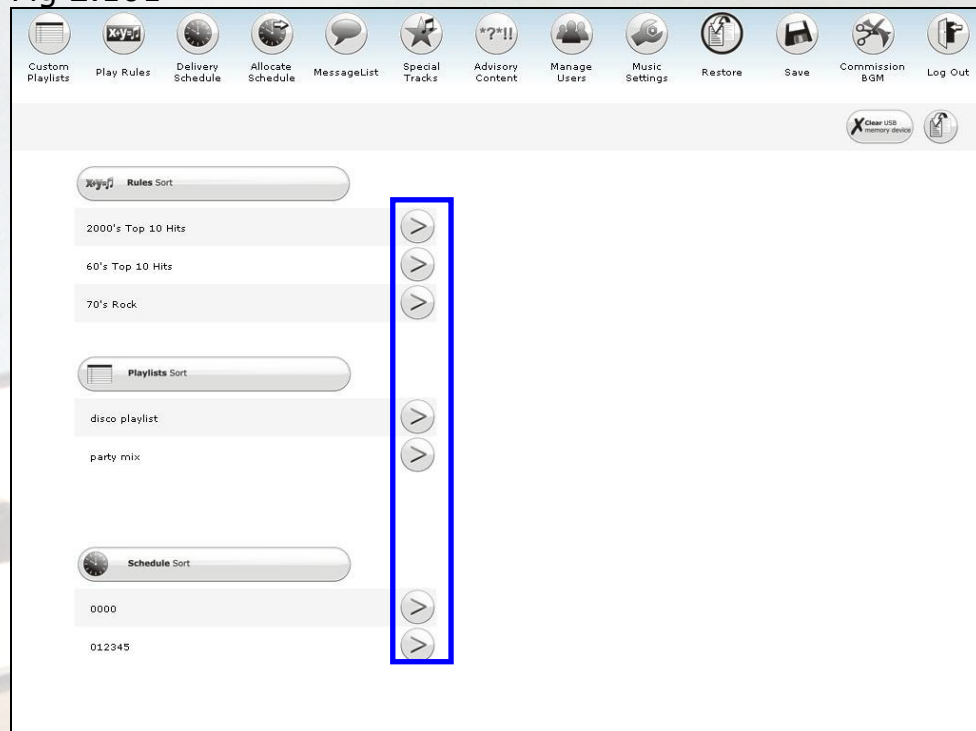 Custom Playlists
Play Rules
Delivery Schedule
Allocate Schedule
MessageList
Special Tracks
*?*!!
Advisory Content
Manage Users
Music Settings
Restore
Save
Commission BGM
Log Out
X Clear USB memory device
Rules Sort
2000's Top 10 Hits
>
60's Top 10 Hits
>
70's Rock
>
Playlists Sort
disco playlist
>
party mix
>
Schedule Sort
0000
>
012345
>